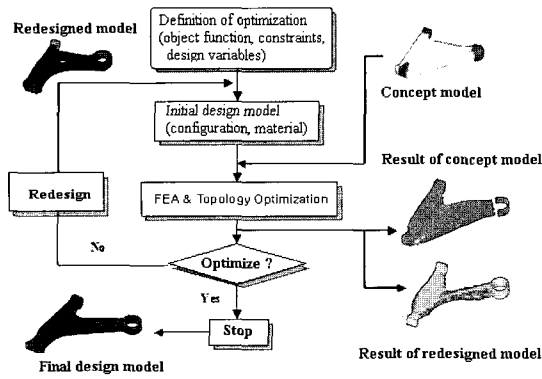 Redesigned model
Definition of optimization
(object function, constraints,
design variables)
Concept model
Initial design model
(configuration, material)
Result of concept model
Redesign
FEA & Topology Optimization
No
Optimize ?
Yes
Stop
Final design model
Result of redesigned model